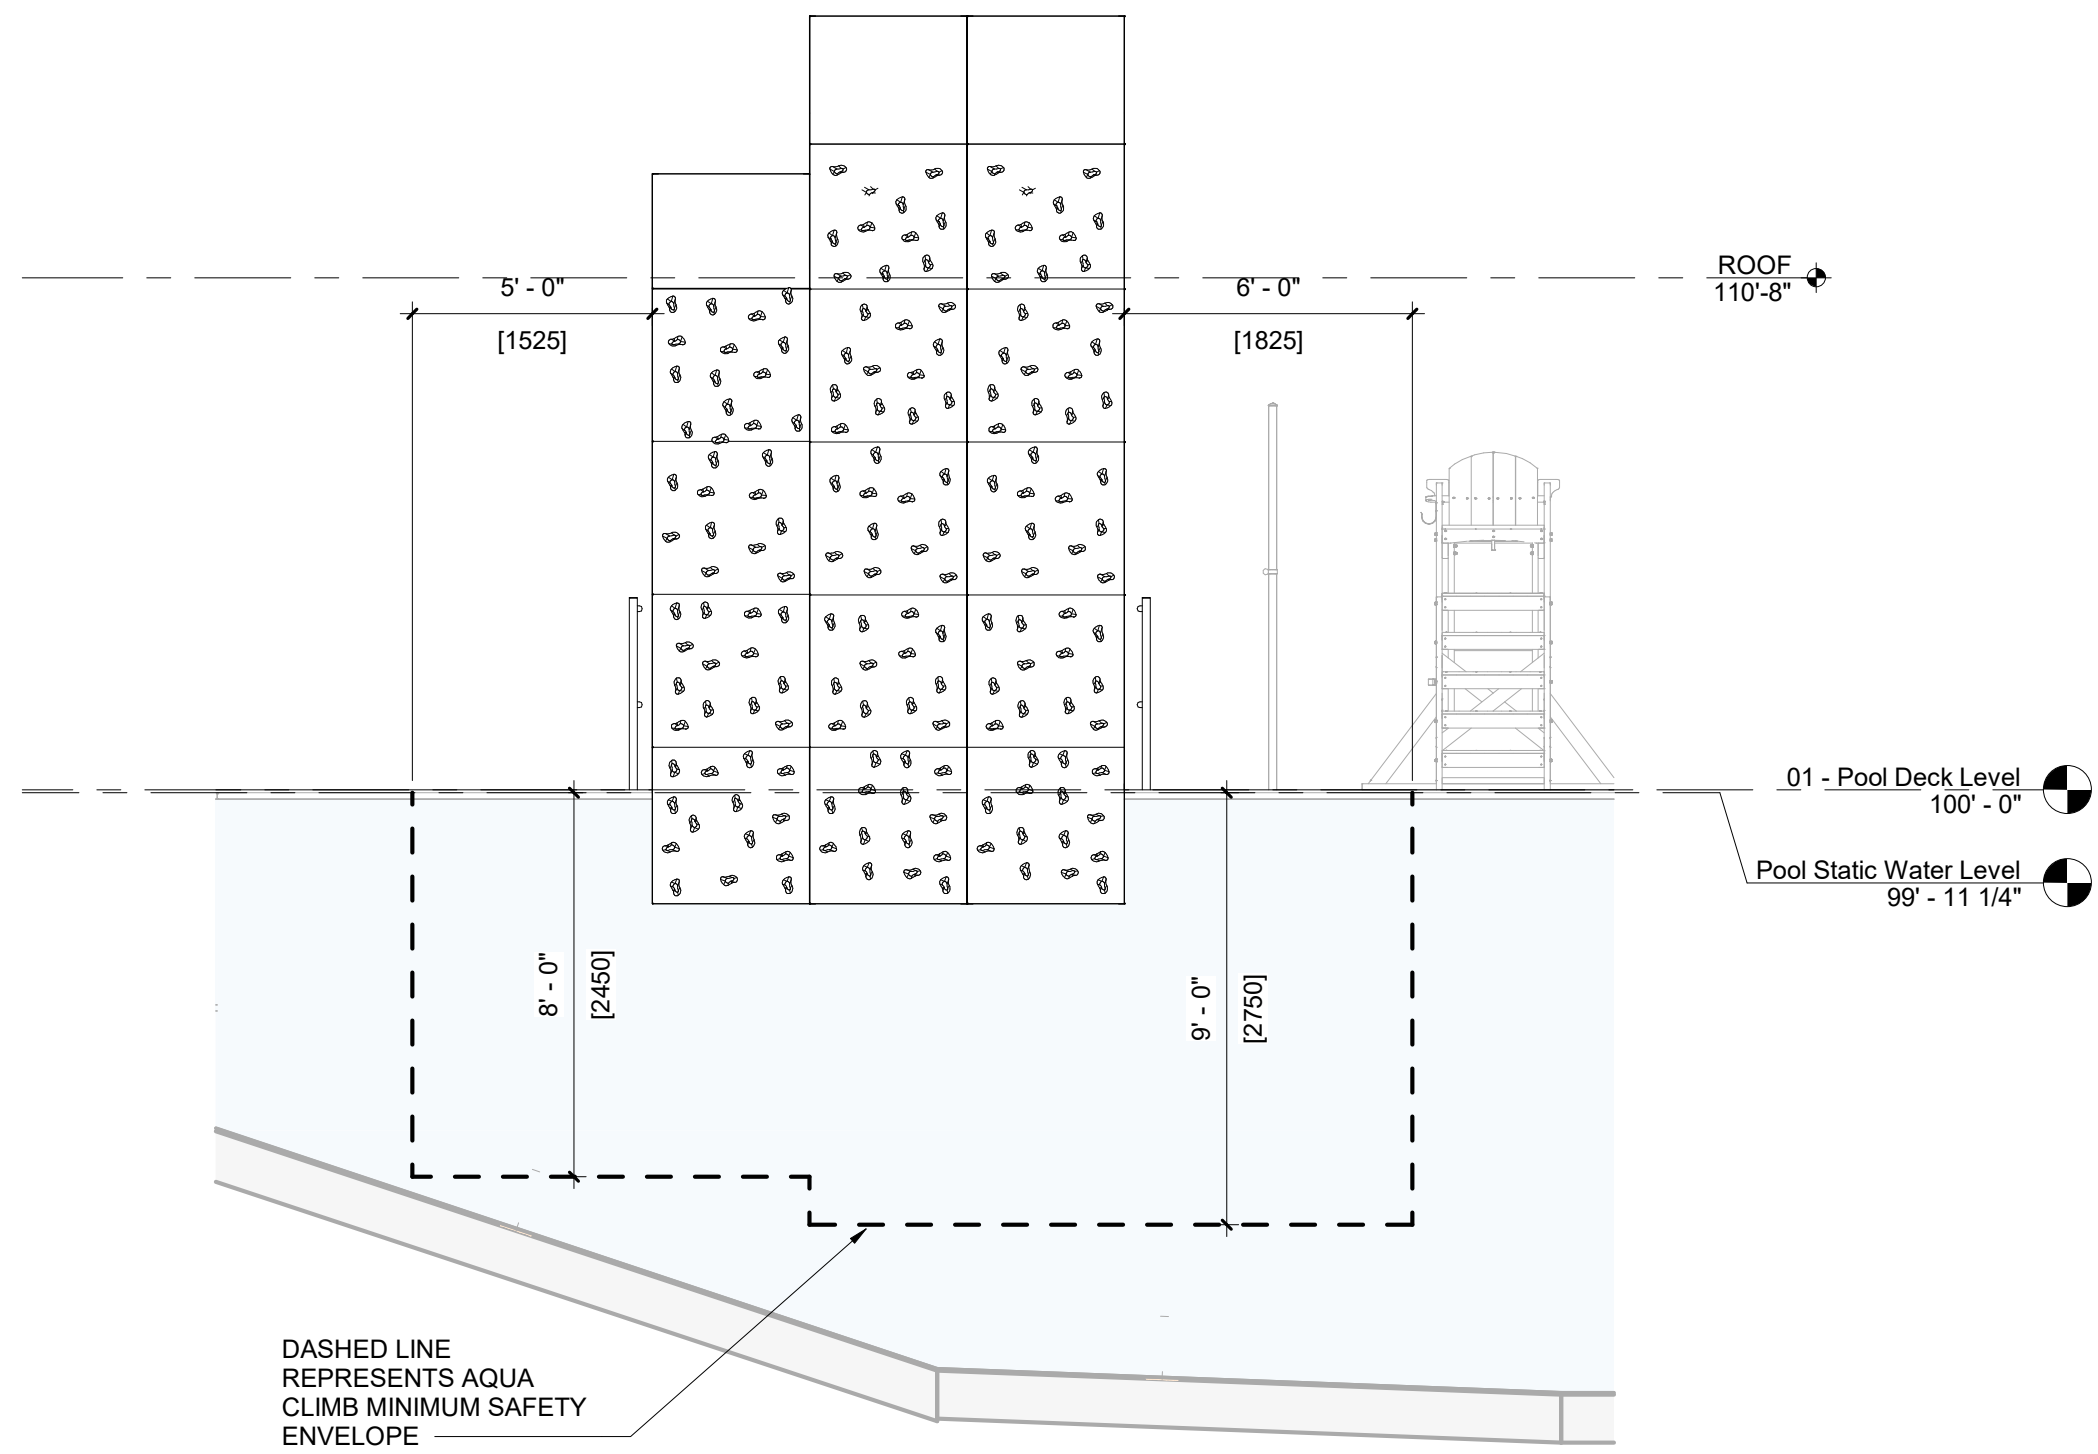 ROOF
110'-8"
5' - 0"
[1525]
6' - 0"
[1825]
01 - Pool Deck Level
100' - 0"
Pool Static Water Level
99' - 11 1/4"
8' - 0"
[2450]
9' - 0"
[2750]
DASHED LINE
REPRESENTS AQUA
CLIMB MINIMUM SAFETY
ENVELOPE